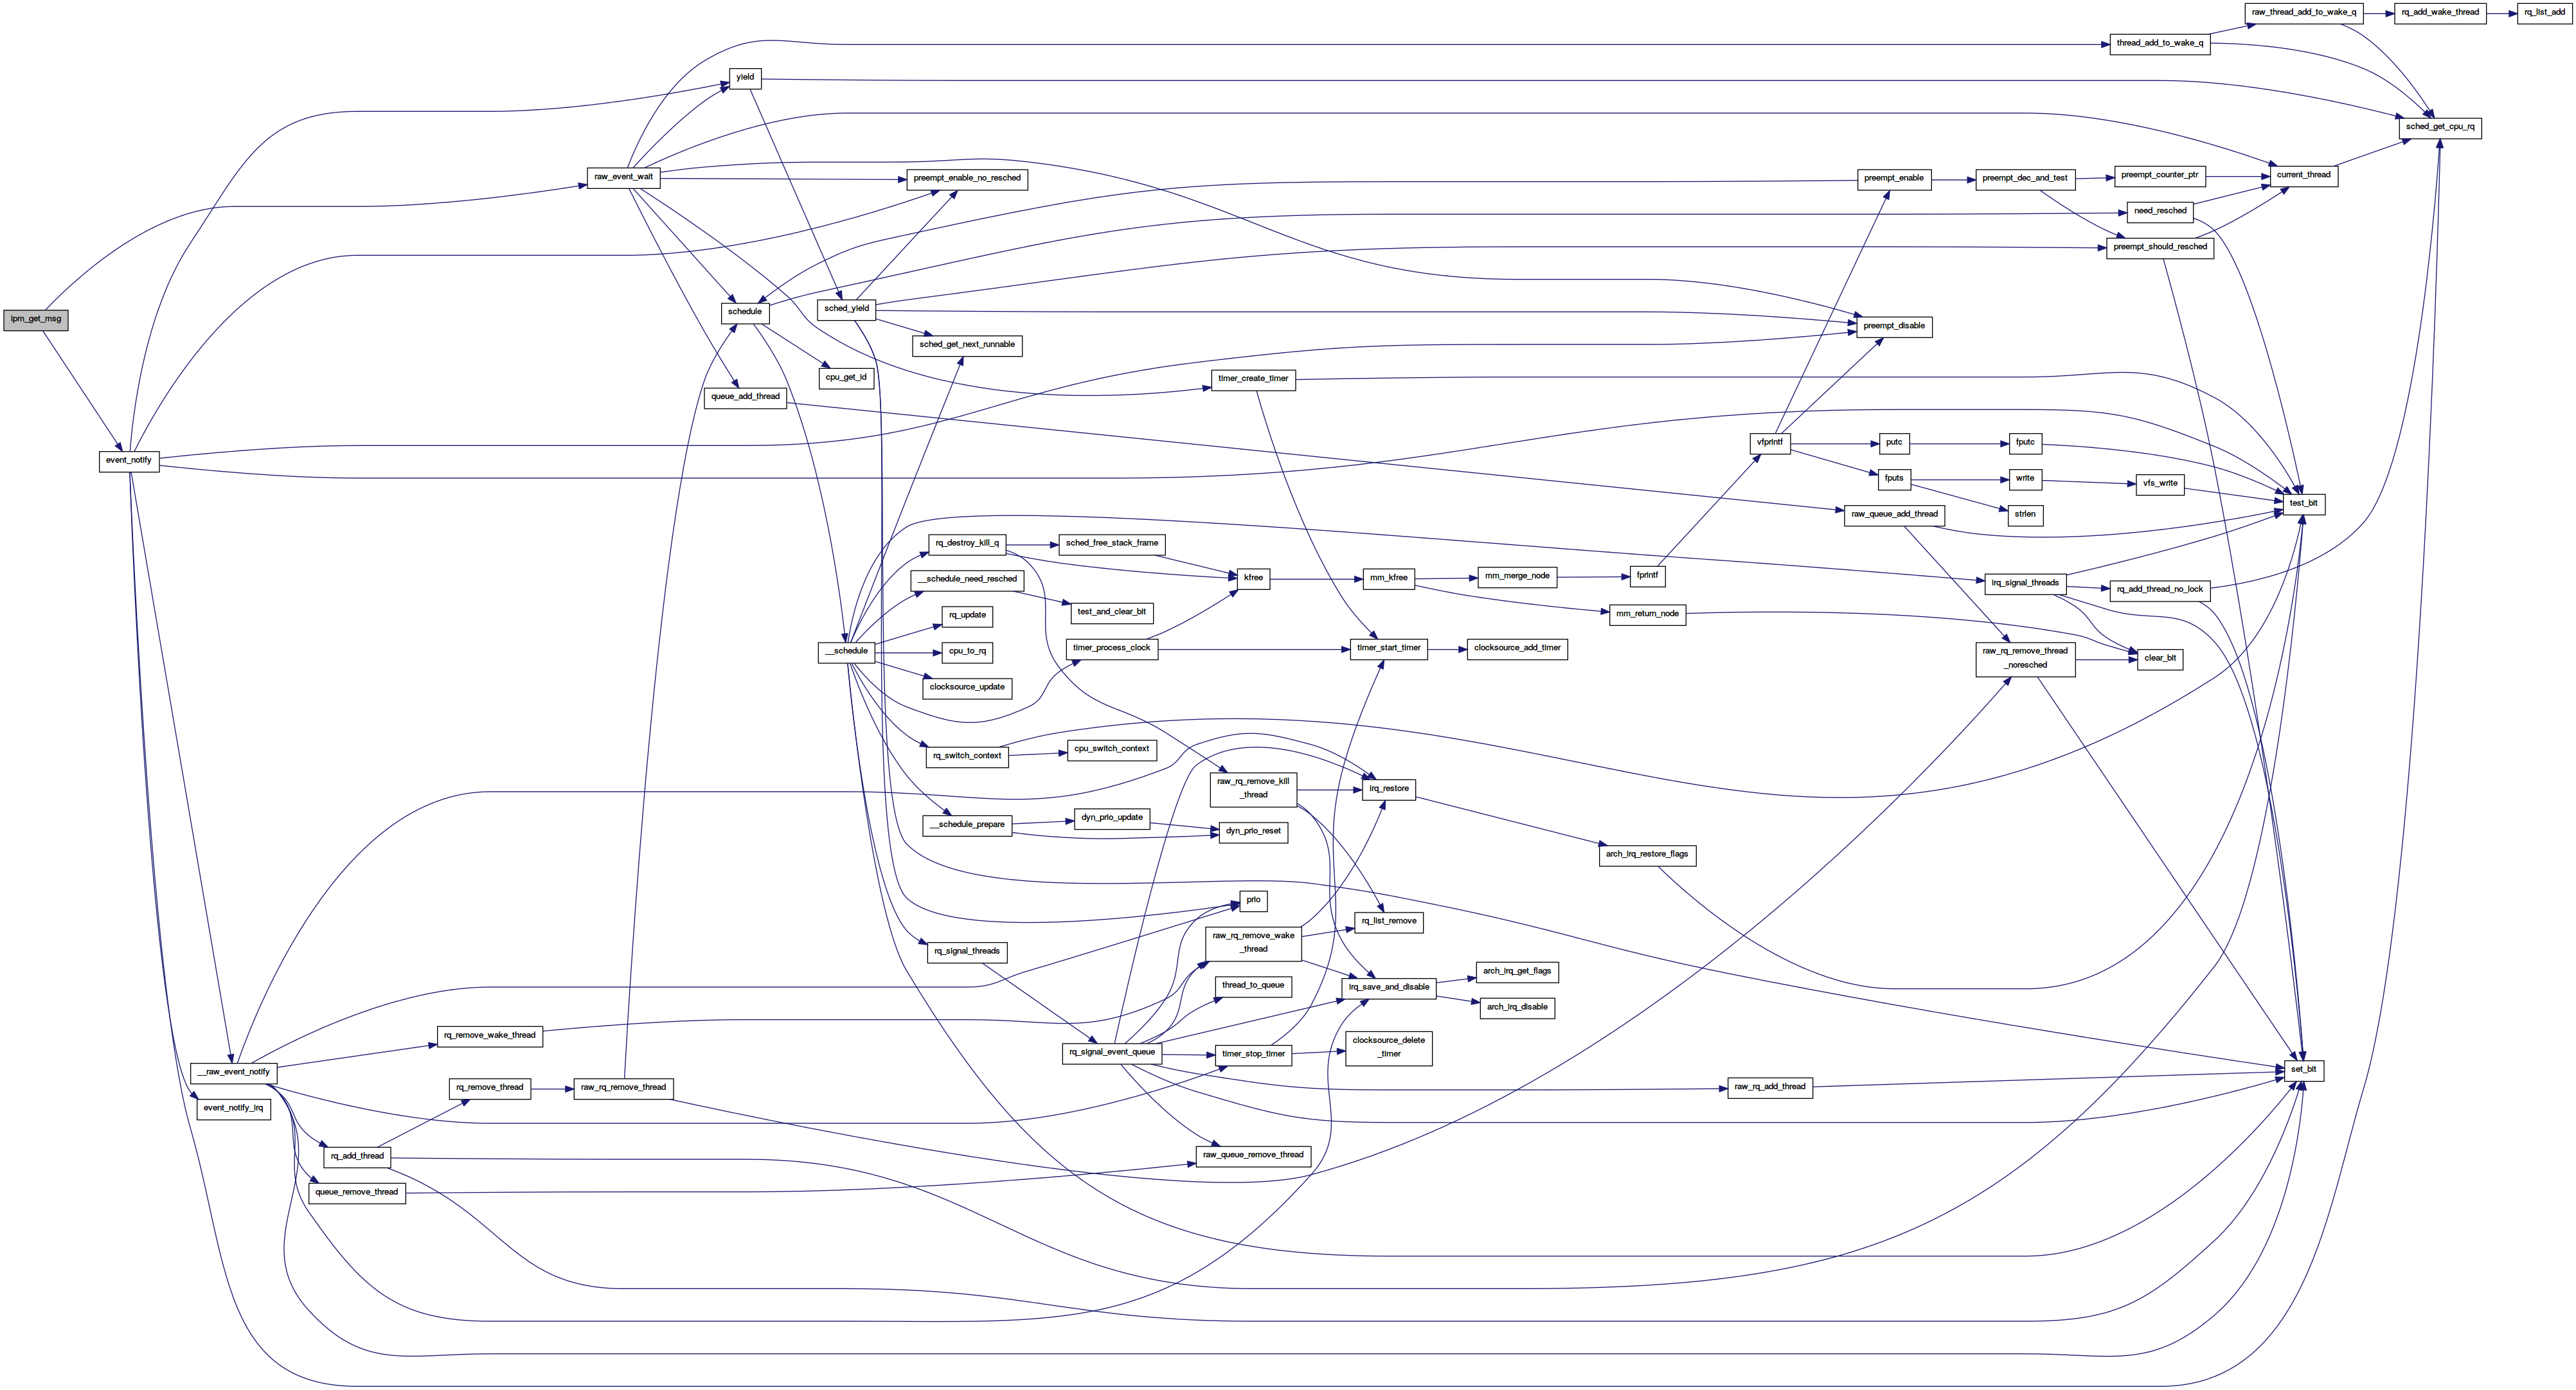 raw_thread_add_to_wake_q
rq_add_wake_thread
rq_list_add
thread_add_to_wake_q
yield
sched_get_cpu_rq
raw_event_wait
preempt_enable_no_resched
preempt_enable
preempt_dec_and_test
preempt_counter_ptr
current_thread
need_resched
preempt_should_resched
ipm_get_msg
schedule
sched_yield
preempt_disable
sched_get_next_runnable
cpu_get_id
timer_create_timer
queue_add_thread
event_notify
vfprintf
putc
fputc
fputs
write
vfs_write
test_bit
raw_queue_add_thread
strlen
rq_destroy_kill_q
sched_free_stack_frame
__schedule_need_resched
kfree
mm_kfree
mm_merge_node
fprintf
irq_signal_threads
rq_add_thread_no_lock
rq_update
test_and_clear_bit
mm_return_node
__schedule
cpu_to_rq
timer_process_clock
timer_start_timer
clocksource_add_timer
raw_rq_remove_thread
_noresched
clear_bit
clocksource_update
rq_switch_context
cpu_switch_context
raw_rq_remove_kill
_thread
irq_restore
__schedule_prepare
dyn_prio_update
dyn_prio_reset
arch_irq_restore_flags
prio
rq_list_remove
rq_signal_threads
raw_rq_remove_wake
_thread
thread_to_queue
irq_save_and_disable
arch_irq_get_flags
arch_irq_disable
rq_remove_wake_thread
rq_signal_event_queue
timer_stop_timer
clocksource_delete
_timer
__raw_event_notify
rq_remove_thread
raw_rq_remove_thread
raw_rq_add_thread
set_bit
event_notify_irq
rq_add_thread
raw_queue_remove_thread
queue_remove_thread